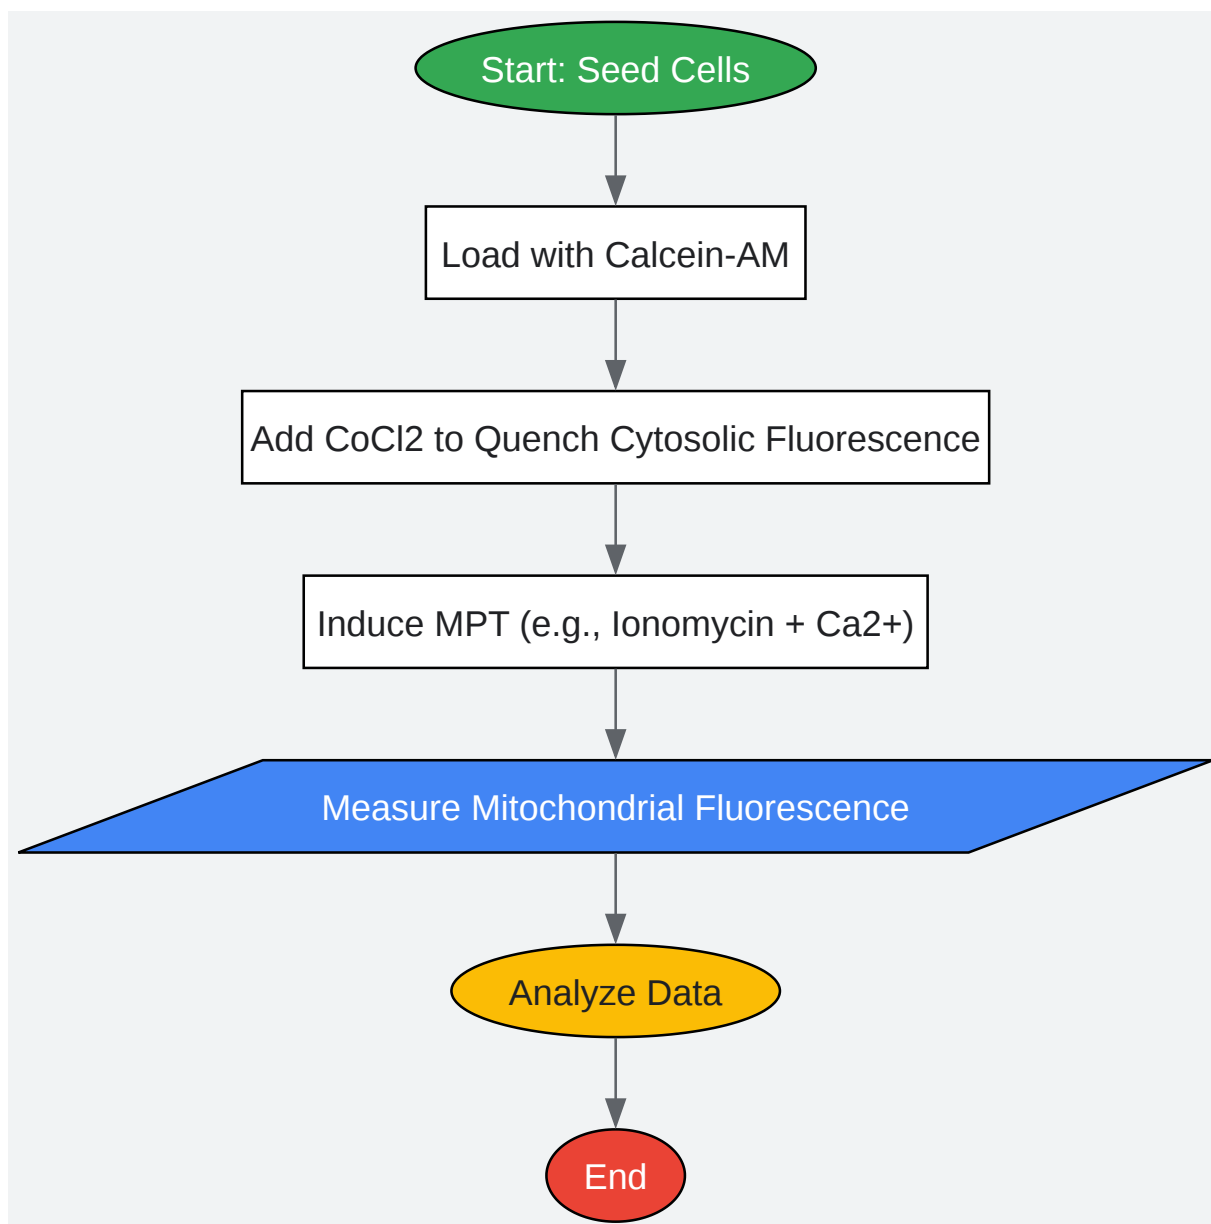 Start: Seed Cells
Load with Calcein-AM
Add CoCl2 to Quench Cytosolic Fluorescence
Induce MPT (e.g., Ionomycin + Ca2+)
Measure Mitochondrial Fluorescence
Analyze Data
End